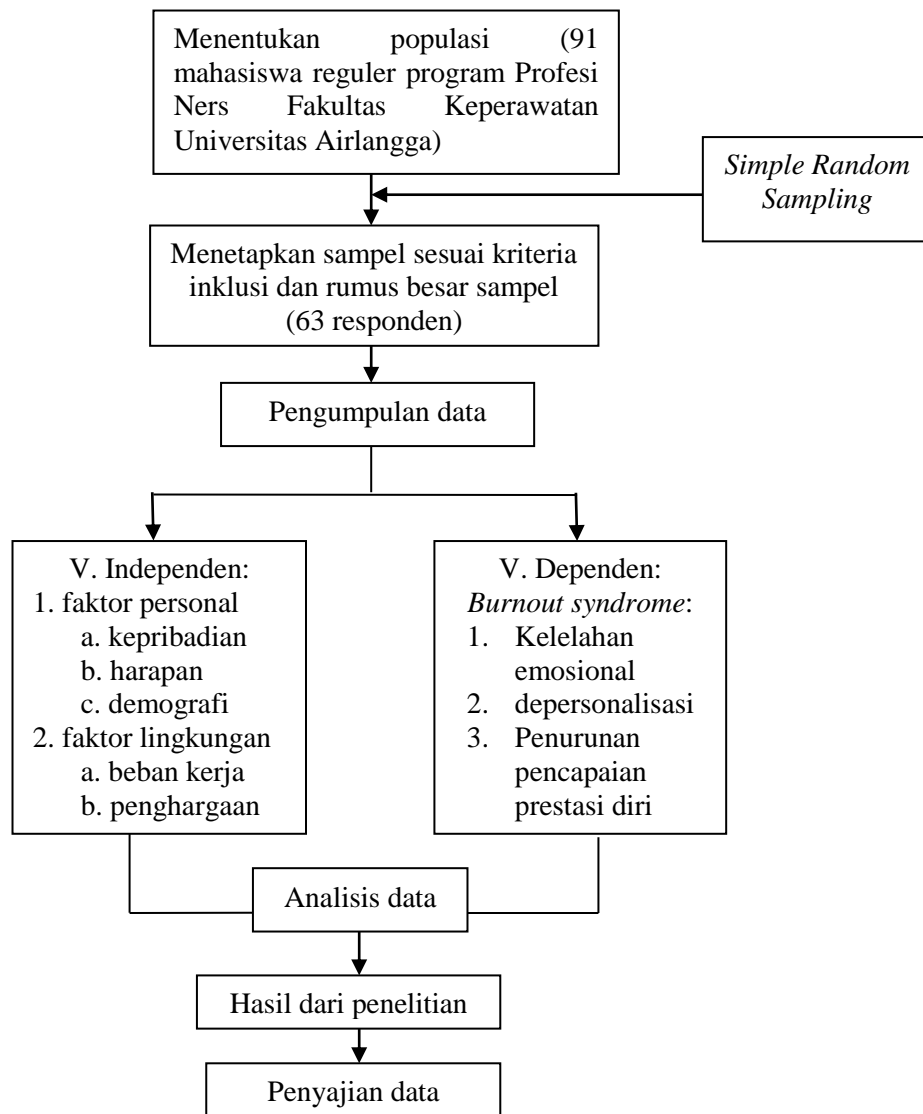 Menentukan populasi (91
mahasiswa reguler program Profesi
Ners Fakultas Keperawatan
Universitas Airlangga)
Simple Random
Sampling
Menetapkan sampel sesuai kriteria
inklusi dan rumus besar sampel
(63 responden)
Pengumpulan data
V. Independen:
1. faktor personal
a. kepribadian
b. harapan
c. demografi
2. faktor lingkungan
a. beban kerja
b. penghargaan
V. Dependen:
Burnout syndrome:
1. Kelelahan
emosional
2. depersonalisasi
3. Penurunan
pencapaian
prestasi diri
Analisis data
Hasil dari penelitian
Penyajian data